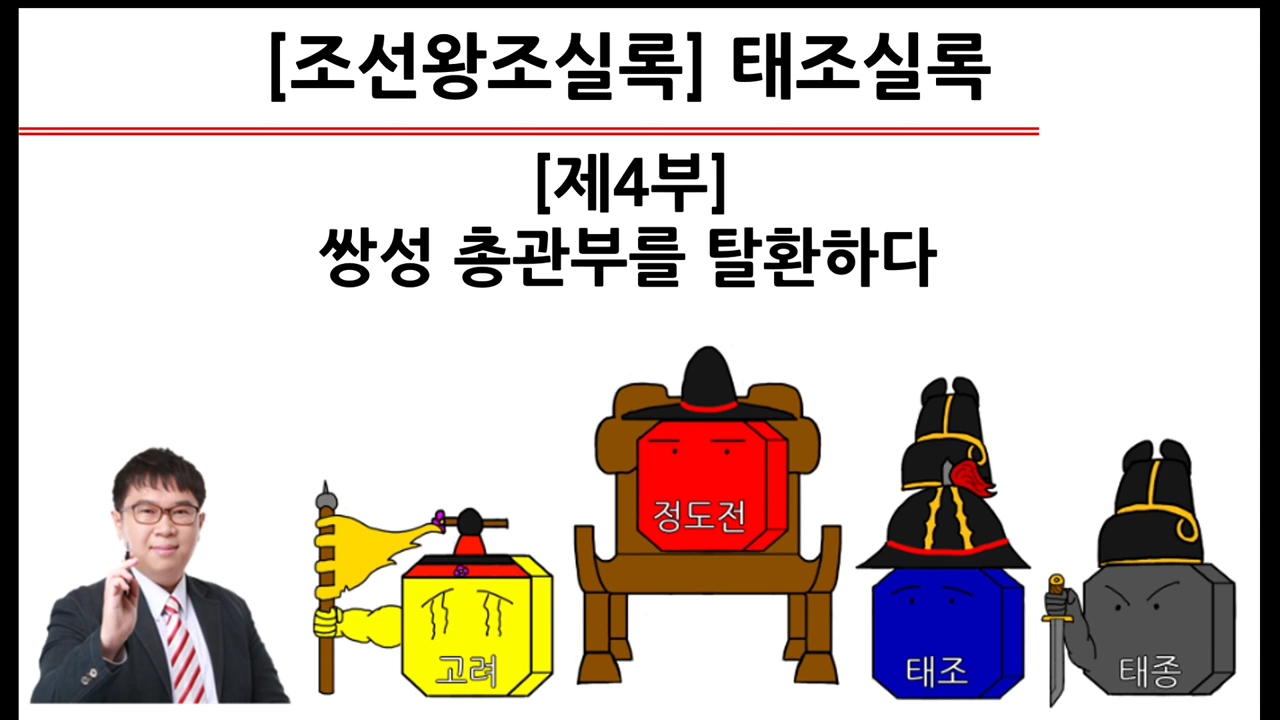 [조선왕조실록] 태조실록
[제4부]
쌍성 총관부를 탈환하다
정도전
고려
태조
태종